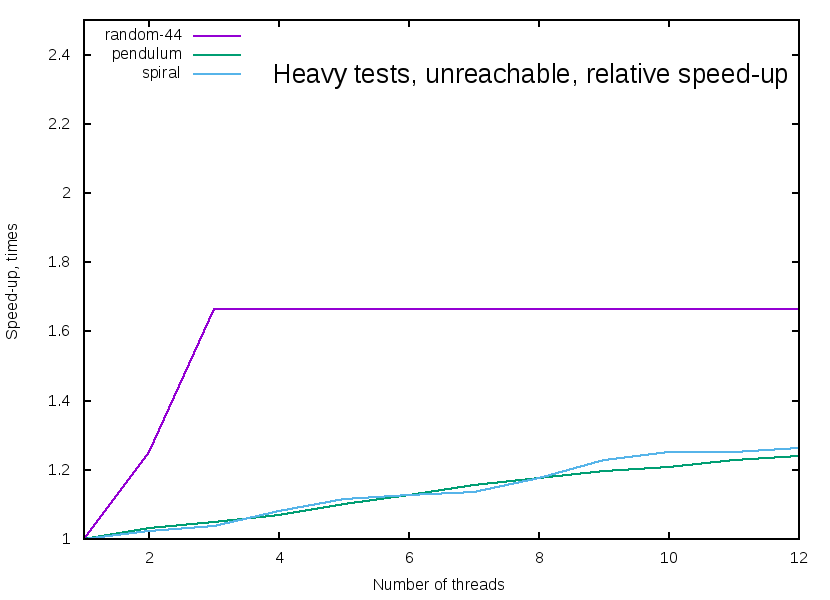 random-44
pendulum
spiral
Heavy tests, unreachable, relative speed-up
2.4
2.2
2
1.8
1.6
1.4
1.2
1
2 4 6 8 10 12
Speed-up, times
Number of threads